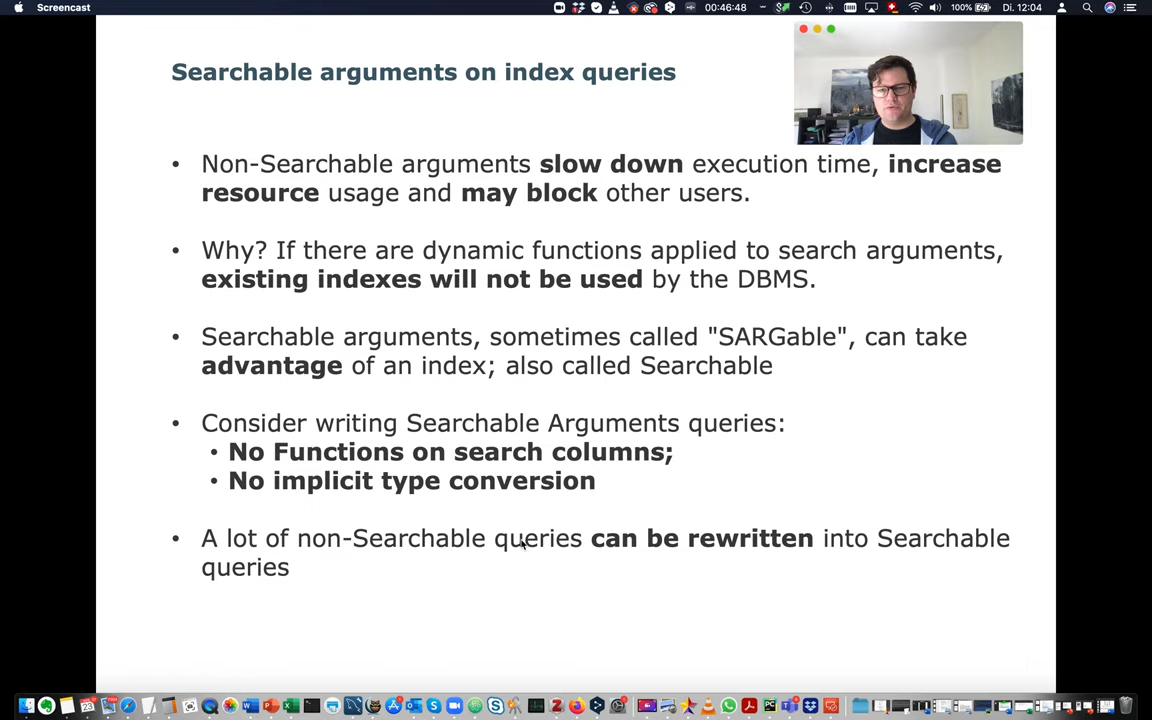 Screencast
00:46:48
100%
Di. 12:04
Searchable arguments on index queries
• Non-Searchable arguments slow down execution time, increase
resource usage and may block other users.
• Why? If there are dynamic functions applied to search arguments,
existing indexes will not be used by the DBMS.
• Searchable arguments, sometimes called "SARGable", can take
advantage of an index; also called Searchable
• Consider writing Searchable Arguments queries:
• No Functions on search columns;
• No implicit type conversion
• A lot of non-Searchable queries can be rewritten into Searchable
queries